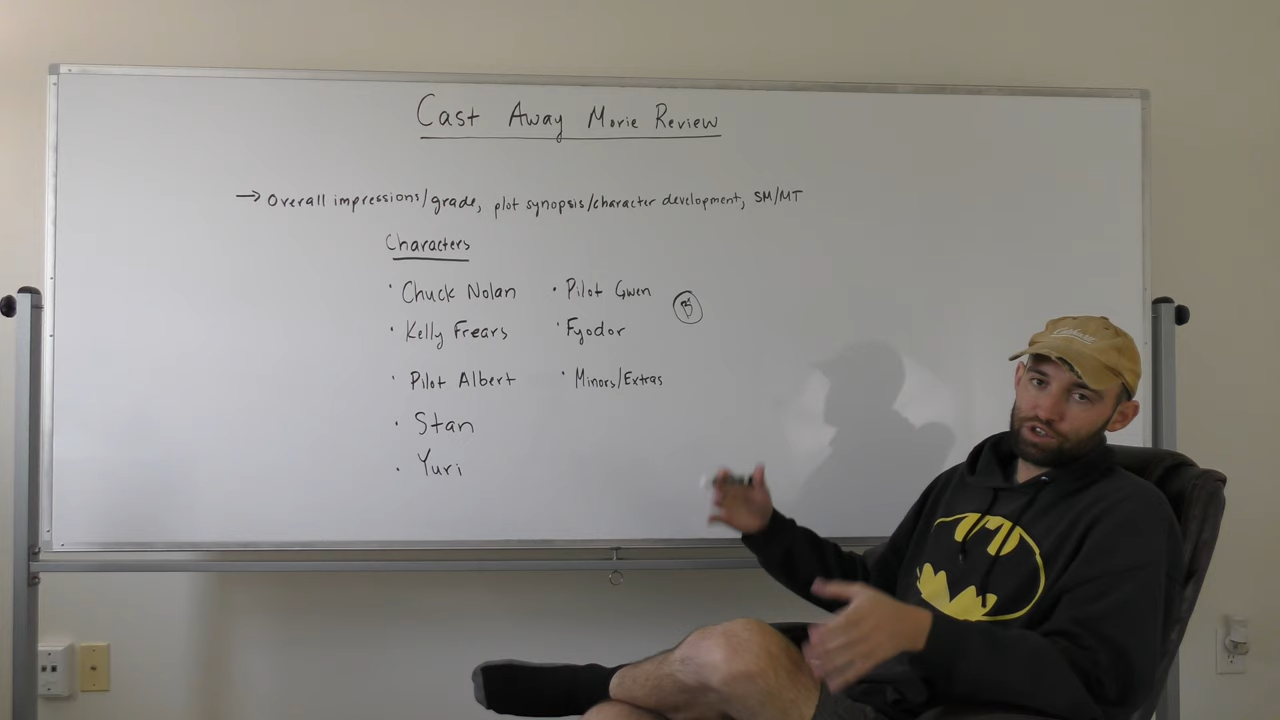 Cast Away Movie Review
→ Overall impressions/grade, plot synopsis/character development, SM/MT
Characters
· Chuck Nolan
· Kelly Frears
· Pilot Albert
· Stan
· Yuri
· Pilot Gwen
· Fyodor
· Minors/Extras
Carhartt